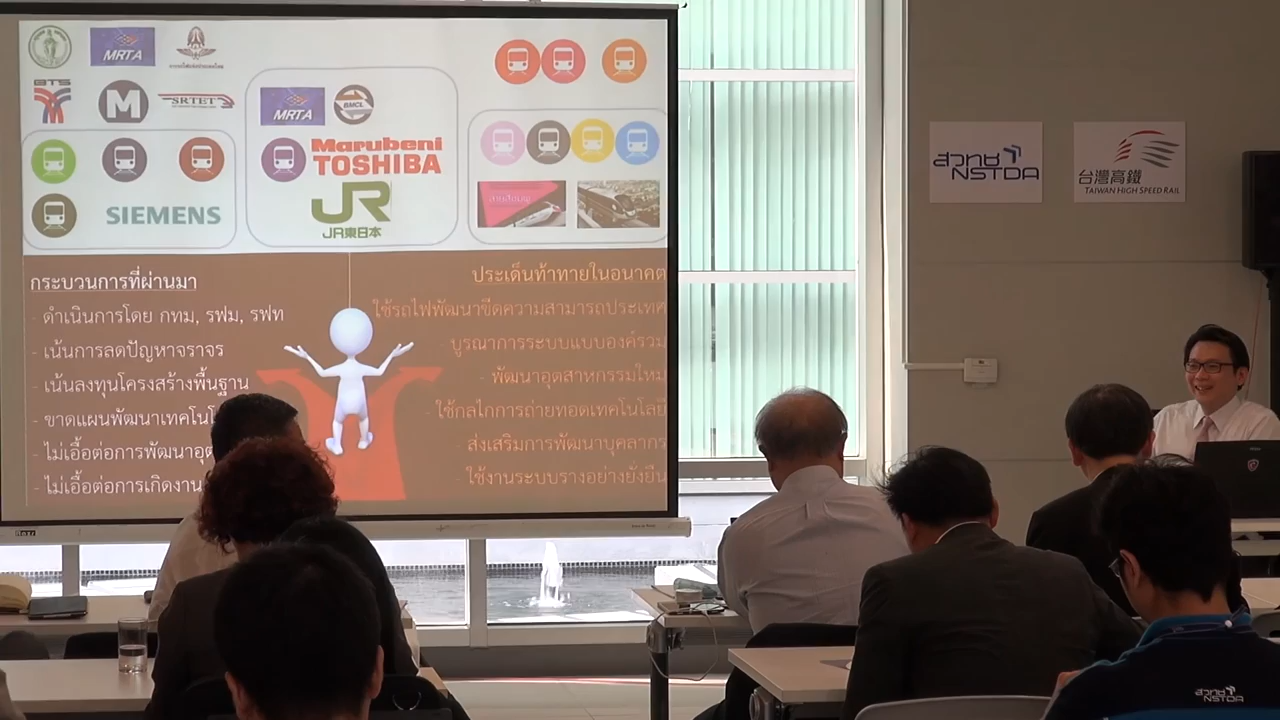 MRTA
BTS
M
SRTET
MRTA
BMCL
Marubeni
TOSHIBA
SIEMENS
JR
JR東日本
สายสีชมพู
กระบวนการที่ผ่านมา
- ดำเนินการโดย กทม, รฟม, รฟท
- เน้นการลดปัญหาจราจร
- เน้นลงทุนโครงสร้างพื้นฐาน
- ขาดแผนพัฒนาเทคโนโ
- ไม่เอื้อต่อการพัฒนาอุต
- ไม่เอื้อต่อการเกิดงาน
ประเด็นท้าทายในอนาคต
- ใช้รถไฟพัฒนาขีดความสามารถประเทศ
- บูรณาการระบบแบบองค์รวม
- พัฒนาอุตสาหกรรมใหม่
- ใช้กลไกการถ่ายทอดเทคโนโลยี
- ส่งเสริมการพัฒนาบุคลากร
- ใช้งานระบบรางอย่างยั่งยืน
สวทช
NSTDA
台灣高鐵
TAIWAN HIGH SPEED RAIL
สวทช
NSTDA